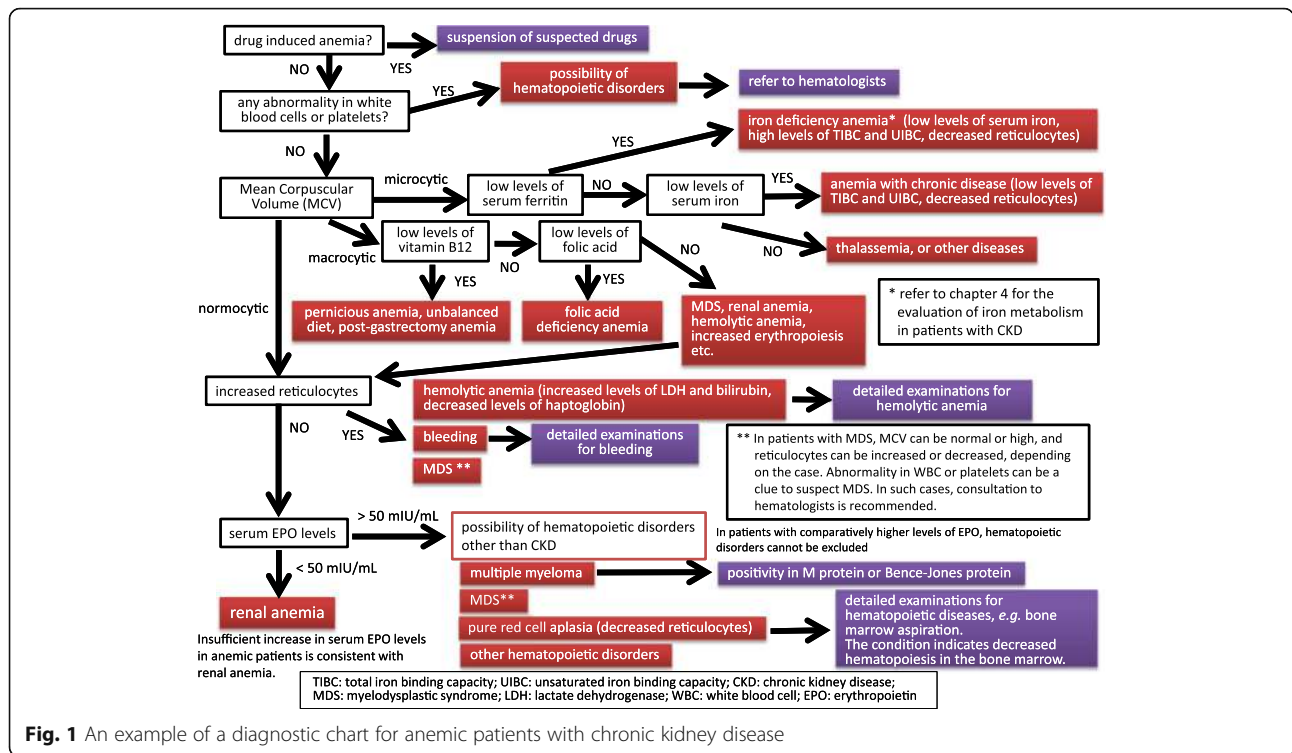 drug induced anemia?
suspension of suspected drugs
NO
YES
possibility of
hematopoietic disorders
refer to hematologists
YES
any abnormality in white
blood cells or platelets?
iron deficiency anemia* (low levels of serum iron,
high levels of TIBC and UIBC, decreased reticulocytes)
YES
NO
Mean Corpuscular
Volume (MCV)
microcytic
low levels of
serum ferritin
NO
low levels of
serum iron
YES
anemia with chronic disease (low levels of
TIBC and UIBC, decreased reticulocytes)
macrocytic
low levels of
vitamin B12
NO
low levels of
folic acid
NO
NO
thalassemia, or other diseases
YES
YES
normocytic
pernicious anemia, unbalanced
diet, post-gastrectomy anemia
folic acid
deficiency anemia
MDS, renal anemia,
hemolytic anemia,
increased erythropoiesis
etc.
* refer to chapter 4 for the
evaluation of iron metabolism
in patients with CKD
increased reticulocytes
hemolytic anemia (increased levels of LDH and bilirubin,
decreased levels of haptoglobin)
detailed examinations for
hemolytic anemia
NO
YES
bleeding
detailed examinations
for bleeding
MDS **
** In patients with MDS, MCV can be normal or high, and
reticulocytes can be increased or decreased, depending
on the case. Abnormality in WBC or platelets can be a
clue to suspect MDS. In such cases, consultation to
hematologists is recommended.
serum EPO levels
> 50 mIU/mL
possibility of hematopoietic disorders
other than CKD
In patients with comparatively higher levels of EPO, hematopoietic
disorders cannot be excluded
< 50 mIU/mL
multiple myeloma
positivity in M protein or Bence-Jones protein
renal anemia
MDS**
Insufficient increase in serum EPO levels
in anemic patients is consistent with
renal anemia.
pure red cell aplasia (decreased reticulocytes)
detailed examinations for
hematopoietic diseases, e.g. bone
marrow aspiration.
The condition indicates decreased
hematopoiesis in the bone marrow.
other hematopoietic disorders
TIBC: total iron binding capacity; UIBC: unsaturated iron binding capacity; CKD: chronic kidney disease;
MDS: myelodysplastic syndrome; LDH: lactate dehydrogenase; WBC: white blood cell; EPO: erythropoietin
Fig. 1 An example of a diagnostic chart for anemic patients with chronic kidney disease